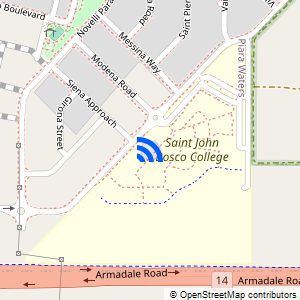 Boulevard
Novelli Para
Road
Saint Pier
Messina Way
Modena Road
Siena Approach
Girona Street
Piara Waters
Saint John
Bosco College
Armadale Road
14
Armadale Roa
© OpenStreetMap contributors